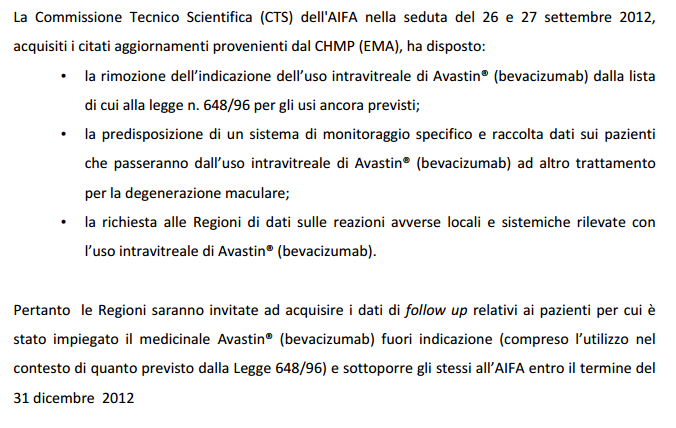 La Commissione Tecnico Scientifica (CTS) dell'AIFA nella seduta del 26 e 27 settembre 2012,
acquisiti i citati aggiornamenti provenienti dal CHMP (EMA), ha disposto:
• la rimozione dell’indicazione dell’uso intravitreale di Avastin® (bevacizumab) dalla lista
di cui alla legge n. 648/96 per gli usi ancora previsti;
• la predisposizione di un sistema di monitoraggio specifico e raccolta dati sui pazienti
che passeranno dall’uso intravitreale di Avastin® (bevacizumab) ad altro trattamento
per la degenerazione maculare;
• la richiesta alle Regioni di dati sulle reazioni avverse locali e sistemiche rilevate con
l’uso intravitreale di Avastin® (bevacizumab).
Pertanto le Regioni saranno invitate ad acquisire i dati di follow up relativi ai pazienti per cui è
stato impiegato il medicinale Avastin® (bevacizumab) fuori indicazione (compreso l’utilizzo nel
contesto di quanto previsto dalla Legge 648/96) e sottoporre gli stessi all’AIFA entro il termine del
31 dicembre 2012